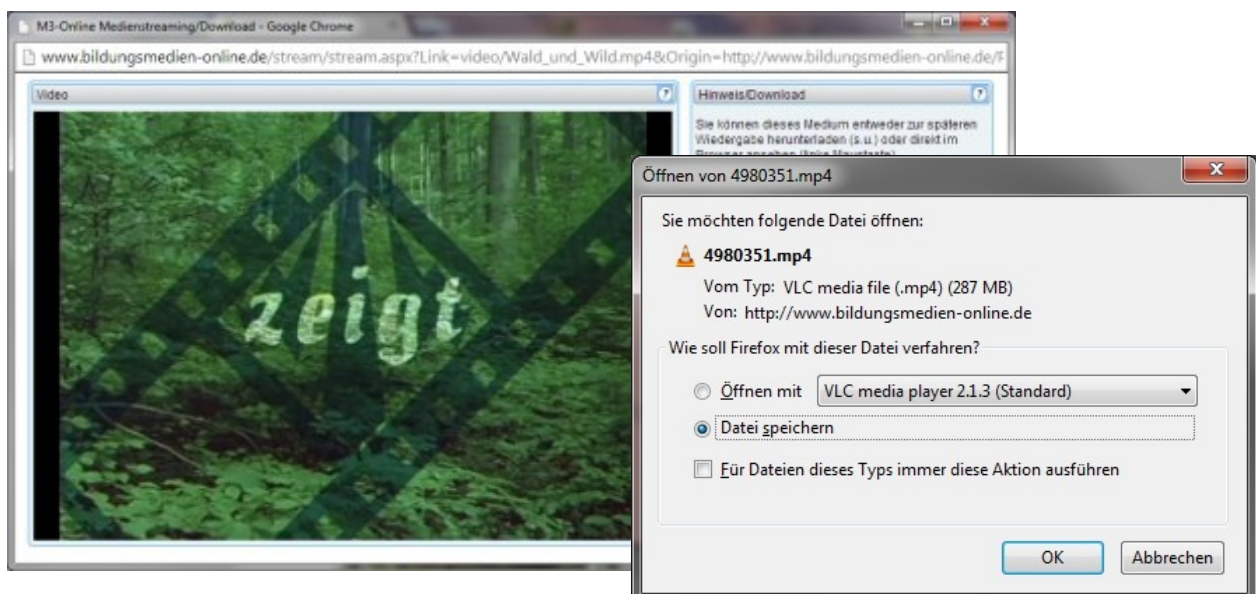 M3-Online Medienstreaming/Download - Google Chrome
www.bildungsmedien-online.de/stream/stream.aspx?Link=video/Wald_und_Wild.mp4&Origin=http://www.bildungsmedien-online.de/F
Video
?
zeigt
Hinweis/Download
?
Sie können dieses Medium entweder zur späteren
Wiedergabe herunterladen (s.u.) oder direkt im
Browser ansehen (linke Maustaste)
Öffnen von 4980351.mp4
Sie möchten folgende Datei öffnen:
4980351.mp4
Vom Typ: VLC media file (.mp4) (287 MB)
Von: http://www.bildungsmedien-online.de
Wie soll Firefox mit dieser Datei verfahren?
Öffnen mit VLC media player 2.1.3 (Standard)
Datei speichern
Für Dateien dieses Typs immer diese Aktion ausführen
OK Abbrechen